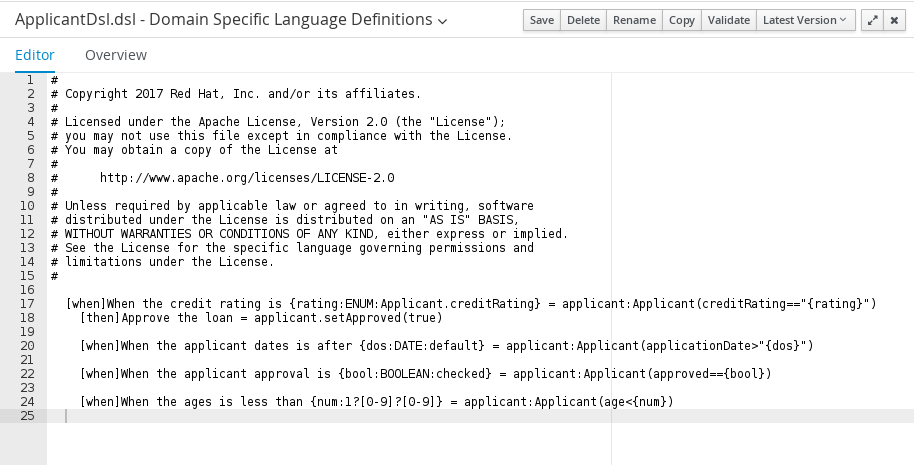 ApplicantDsl.dsl - Domain Specific Language Definitions
Save Delete Rename Copy Validate Latest Version
Editor Overview
1 #
2 # Copyright 2017 Red Hat, Inc. and/or its affiliates.
3 #
4 # Licensed under the Apache License, Version 2.0 (the "License");
5 # you may not use this file except in compliance with the License.
6 # You may obtain a copy of the License at
7 #
8 #      http://www.apache.org/licenses/LICENSE-2.0
9 #
10 # Unless required by applicable law or agreed to in writing, software
11 # distributed under the License is distributed on an "AS IS" BASIS,
12 # WITHOUT WARRANTIES OR CONDITIONS OF ANY KIND, either express or implied.
13 # See the License for the specific language governing permissions and
14 # limitations under the License.
15 #
16
17   [when]When the credit rating is {rating:ENUM:Applicant.creditRating} = applicant:Applicant(creditRating=="{rating}")
18     [then]Approve the loan = applicant.setApproved(true)
19
20     [when]When the applicant dates is after {dos:DATE:default} = applicant:Applicant(applicationDate>"{dos}")
21
22     [when]When the applicant approval is {bool:BOOLEAN:checked} = applicant:Applicant(approved=={bool})
23
24     [when]When the ages is less than {num:1?[0-9]?[0-9]} = applicant:Applicant(age<{num})
25